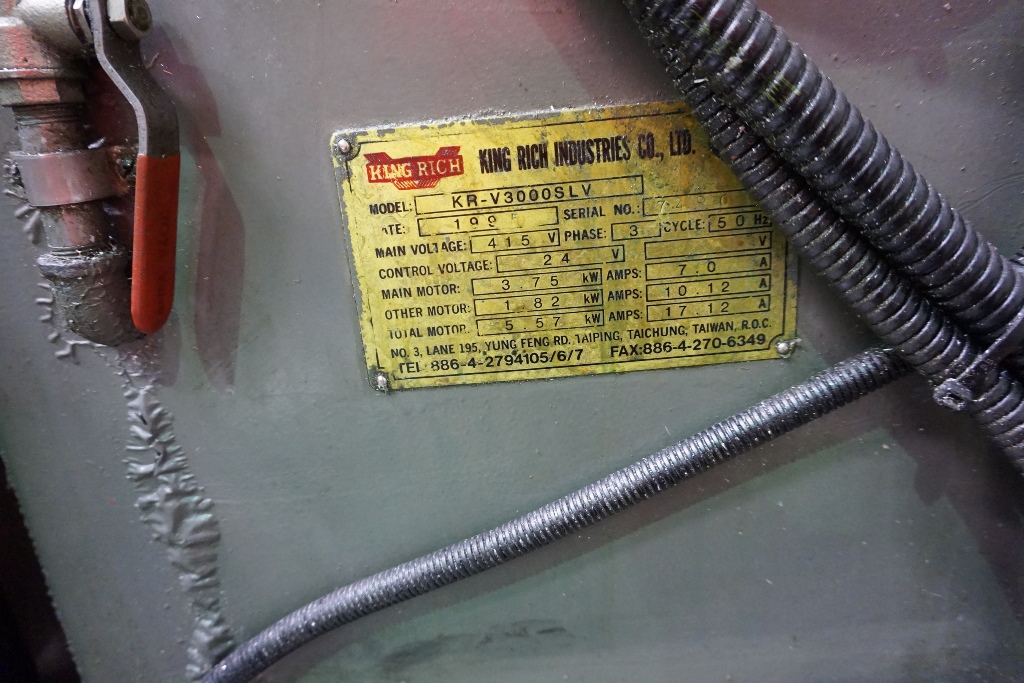 KING RICH KING RICH INDUSTRIES CO., LTD.
MODEL: KR-V3000SLV
SERIAL NO.:
MAIN VOLTAGE: 415 V PHASE: 3 CYCLE: 50 Hz
CONTROL VOLTAGE: 24 V V
MAIN MOTOR: 3.75 kW AMPS: 7.0 A
OTHER MOTOR: 1.82 kW AMPS: 10.12 A
TOTAL MOTOR: 5.57 kW AMPS: 17.12 A
NO. 3, LANE 195, YUNG FENG RD. TAIPING, TAICHUNG, TAIWAN, R.O.C.
TEL: 886-4-2794105/6/7 FAX:886-4-270-6349